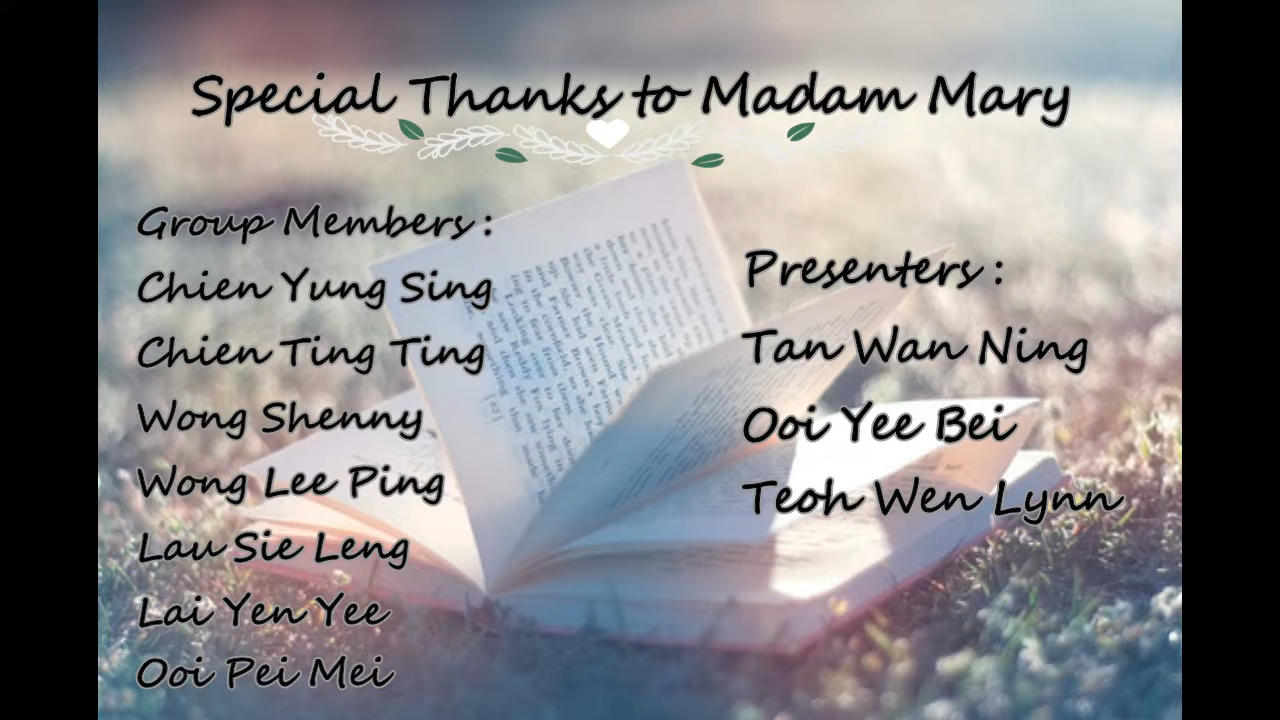 Special Thanks to Madam Mary
Group Members :
Chien Yung Sing
Chien Ting Ting
Wong Shenny
Wong Lee Ping
Lau Sie Leng
Lai Yen Yee
Ooi Pei Mei
Presenters :
Tan Wan Ning
Ooi Yee Bei
Teoh Wen Lynn